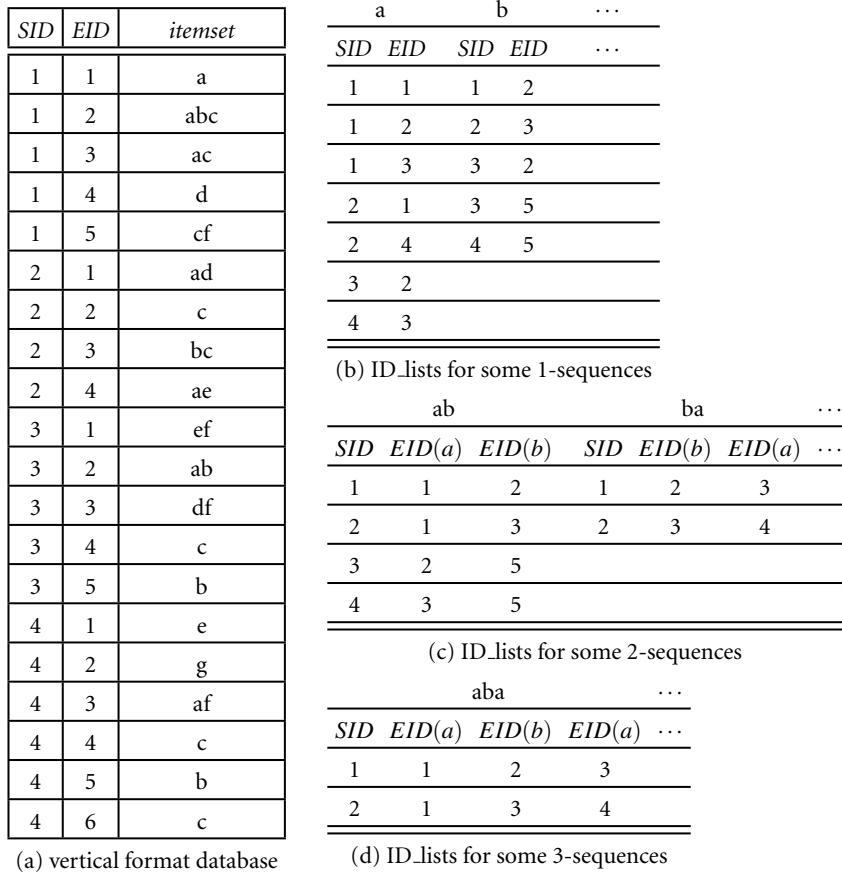 SID EID itemset
1 1 a
1 2 abc
1 3 ac
1 4 d
1 5 cf
2 1 ad
2 2 c
2 3 bc
2 4 ae
3 1 ef
3 2 ab
3 3 df
3 4 c
3 5 b
4 1 e
4 2 g
4 3 af
4 4 c
4 5 b
4 6 c
(a) vertical format database
a b ···
SID EID SID EID ···
1 1 1 2
1 2 2 3
1 3 3 2
2 1 3 5
2 4 4 5
3 2
4 3
(b) ID_lists for some 1-sequences
ab ba ···
SID EID(a) EID(b) SID EID(b) EID(a) ···
1 1 2 1 2 3
2 1 3 2 3 4
3 2 5
4 3 5
(c) ID_lists for some 2-sequences
aba ···
SID EID(a) EID(b) EID(a) ···
1 1 2 3
2 1 3 4
(d) ID_lists for some 3-sequences